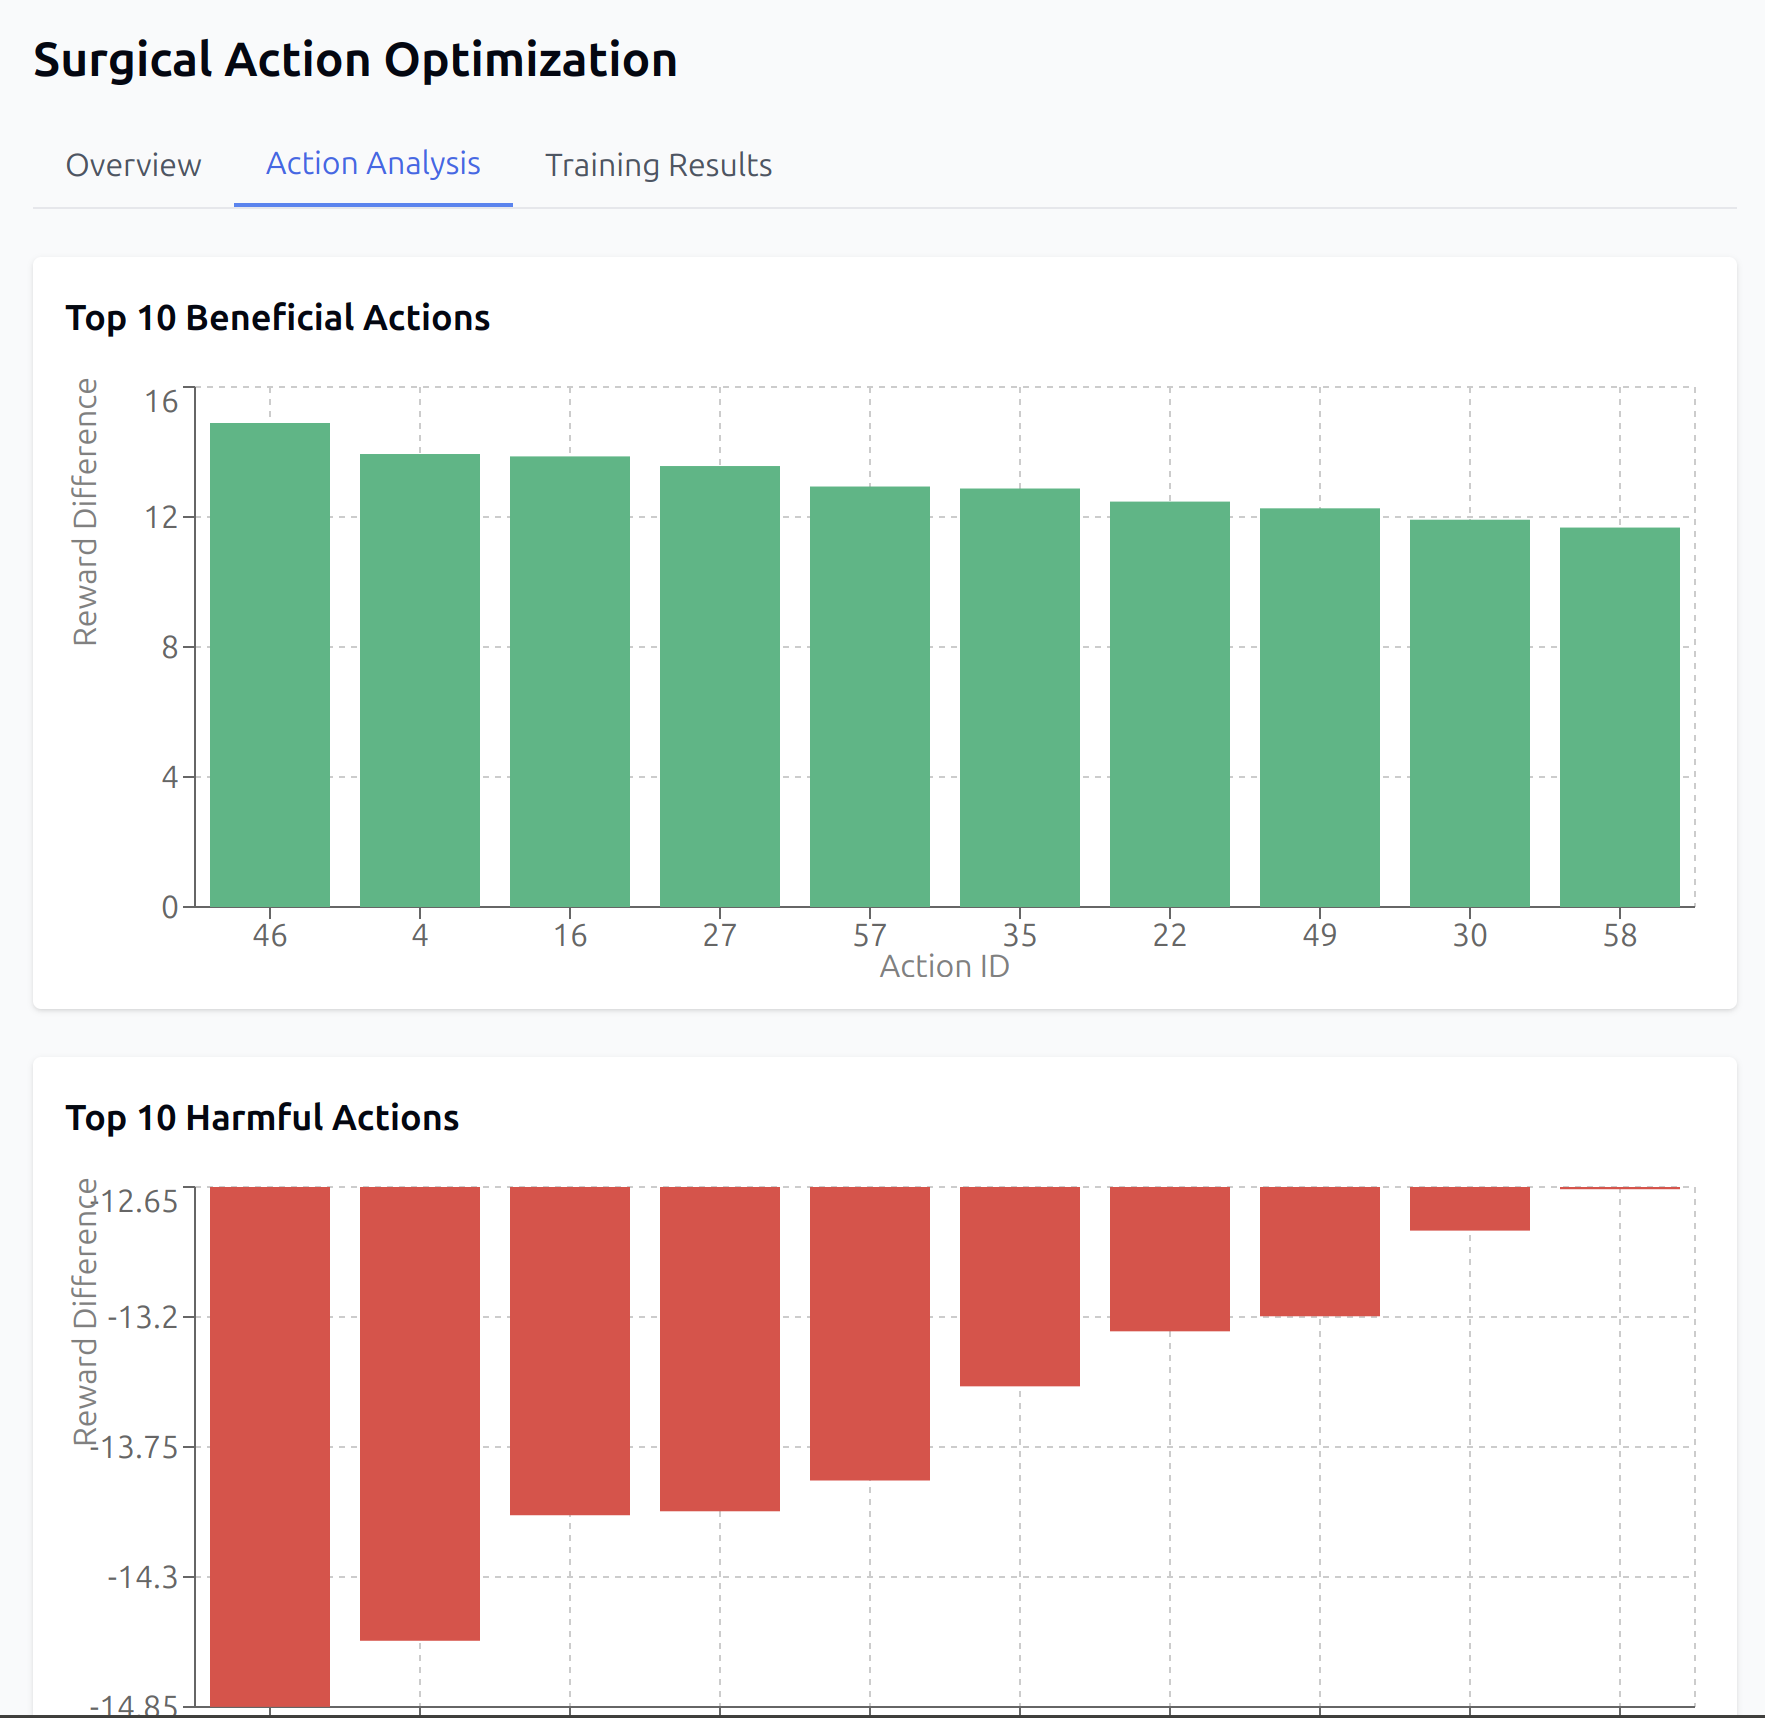 Surgical Action Optimization
Overview Action Analysis Training Results
Top 10 Beneficial Actions
Reward Difference
16
12
8
4
0
46 4 16 27 57 35 22 49 30 58
Action ID
Top 10 Harmful Actions
Reward Difference
-12.65
-13.2
-13.75
-14.3
-14.85